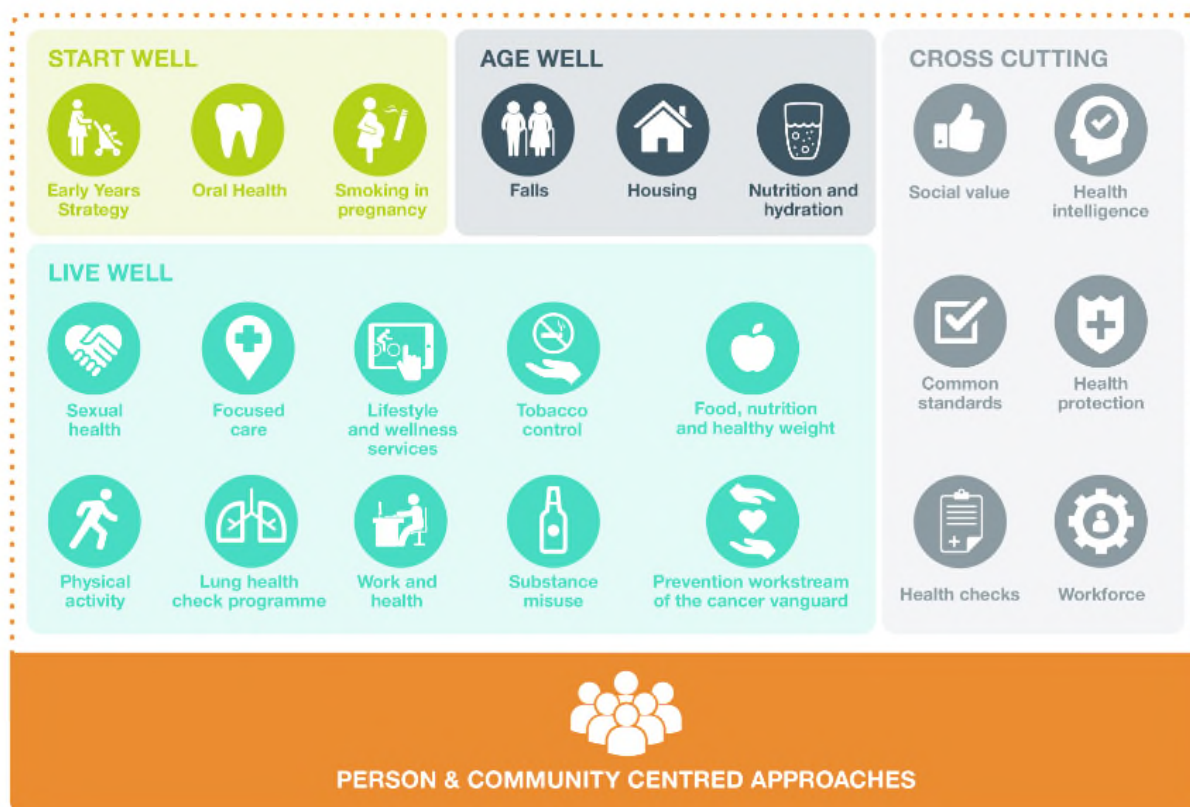 START WELL
Early Years
Strategy
Oral Health
Smoking in
pregnancy
AGE WELL
Falls
Housing
Nutrition and
hydration
LIVE WELL
Sexual
health
Focused
care
Lifestyle
and wellness
services
Tobacco
control
Food, nutrition
and healthy weight
Physical
activity
Lung health
check programme
Work and
health
Substance
misuse
Prevention workstream
of the cancer vanguard
CROSS CUTTING
Social value
Health
intelligence
Common
standards
Health
protection
Health checks
Workforce
PERSON & COMMUNITY CENTRED APPROACHES